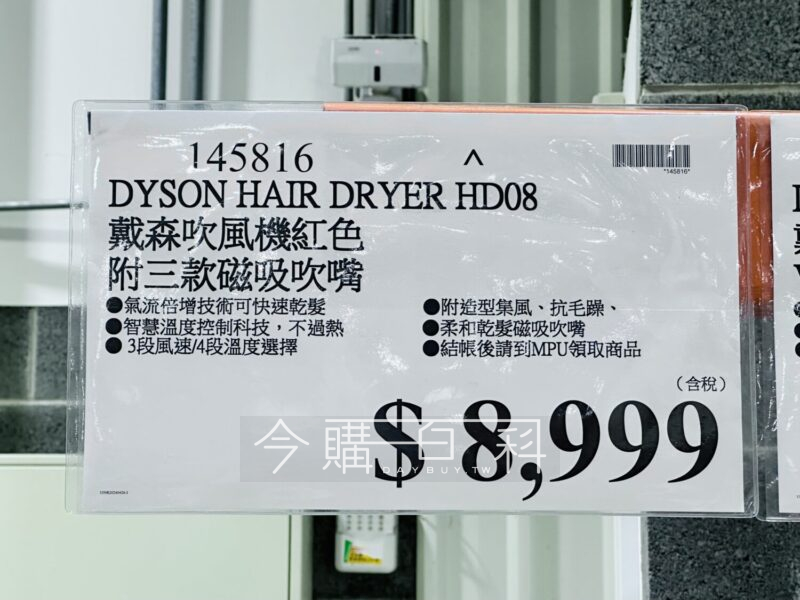 145816
^
*145816*
DYSON HAIR DRYER HD08
戴森吹風機紅色
附三款磁吸吹嘴
●氣流倍增技術可快速乾髮
●智慧溫度控制科技，不過熱
● 3段風速/4段溫度選擇
●附造型集風、抗毛躁、
●柔和乾髮磁吸吹嘴
●結帳後請到MPU領取商品
（含稅）
$ 8,999
今購百科
DAYBUY.TW